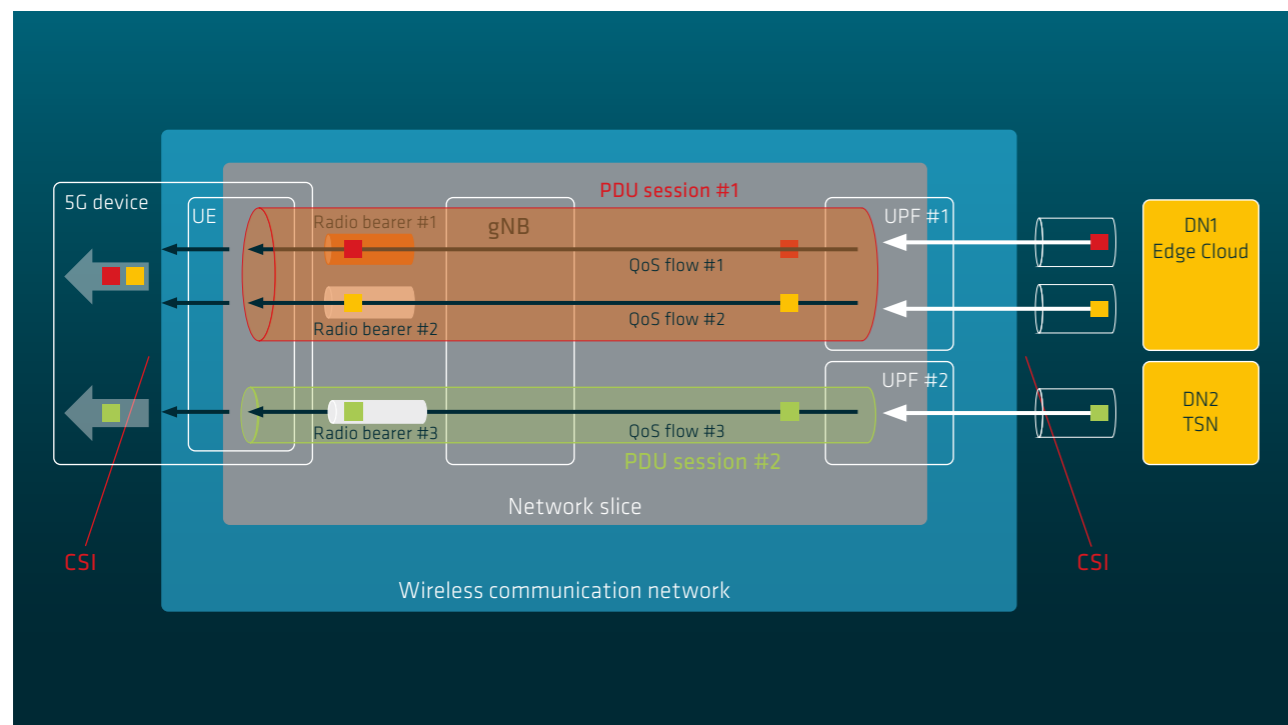 PDU session #1
5G device
UE
Radio bearer #1
gNB
UPF #1
DN1
Edge Cloud
QoS flow #1
QoS flow #2
Radio bearer #2
UPF #2
DN2
TSN
Radio bearer #3
QoS flow #3
PDU session #2
Network slice
CSI
CSI
Wireless communication network